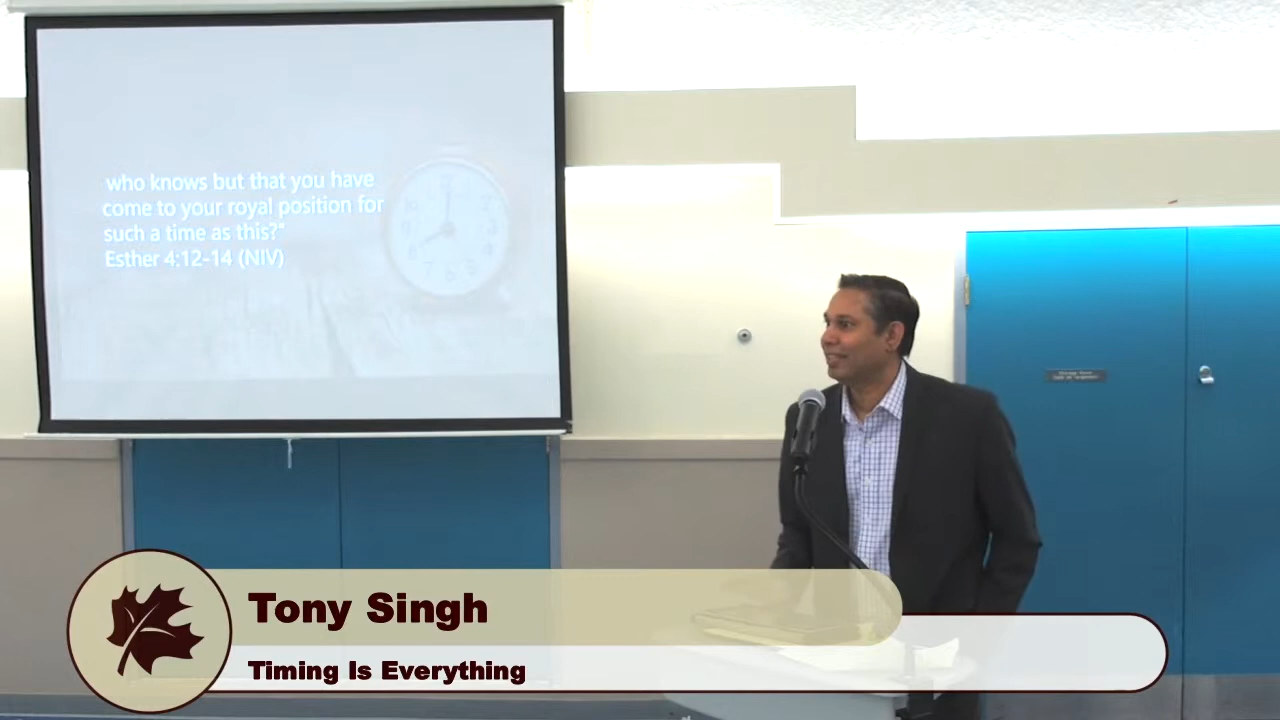 who knows but that you have
come to your royal position for
such a time as this?"
Esther 4:12-14 (NIV)
Tony Singh
Timing Is Everything